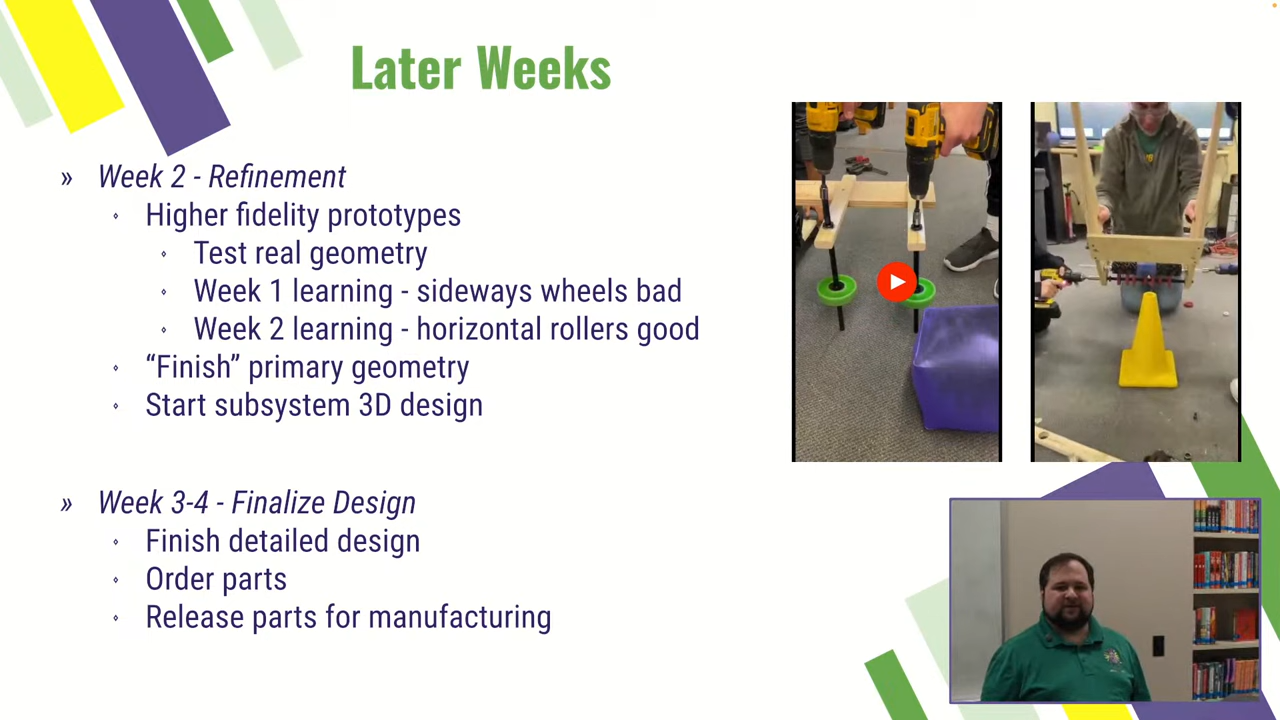 Later Weeks
» Week 2 - Refinement
Higher fidelity prototypes
Test real geometry
Week 1 learning - sideways wheels bad
Week 2 learning - horizontal rollers good
“Finish” primary geometry
Start subsystem 3D design
» Week 3-4 - Finalize Design
Finish detailed design
Order parts
Release parts for manufacturing